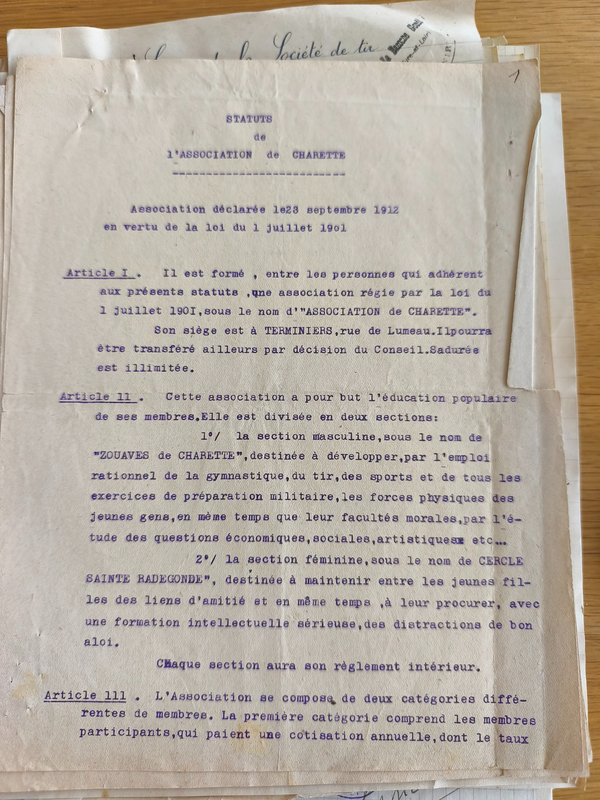 la Société de tir
1
STATUTS
de
l'ASSOCIATION de CHARETTE
Association déclarée le23 septembre 1912
en vertu de la loi du 1 juillet 19o1
Article I . Il est formé , entre les personnes qui adhérent
aux présents statuts ,une association régie par la loi du
1 juillet 190I,sous le nom d'"ASSOCIATION de CHARETTE".
Son siège est à TERMINIERS,rue de Lumeau.Ilpourra
être transféré ailleurs par décision du Conseil.Sadurée
est illimitée.
Article 11 . Cette association a pour but l'éducation populaire
de ses membres.Elle est divisée en deux sections:
1°/ la section masculine,sous le nom de
"ZOUAVES de CHARETTE",destinée à développer,par l'emploi
rationnel de la gymnastique,du tir,des sports et de tous les
exercices de préparation militaire,les forces physiques des
jeunes gens,en même temps que leur facultés morales,par l'é-
tude des questions économiques,sociales,artistiques etc...
2°/ la section féminine,sous le nom de CERCLE
SAINTE RADEGONDE", destinée à maintenir entre les jeunes fil-
les des liens d'amitié et en même temps ,à leur procurer, avec
une formation intellectuelle sérieuse,des distractions de bon
aloi.
Chaque section aura son règlement intérieur.
Article 111 . L'Association se compose de deux catégories diffé-
rentes de membres. La première catégorie comprend les membres
participants,qui paient une cotisation annuelle,dont le taux